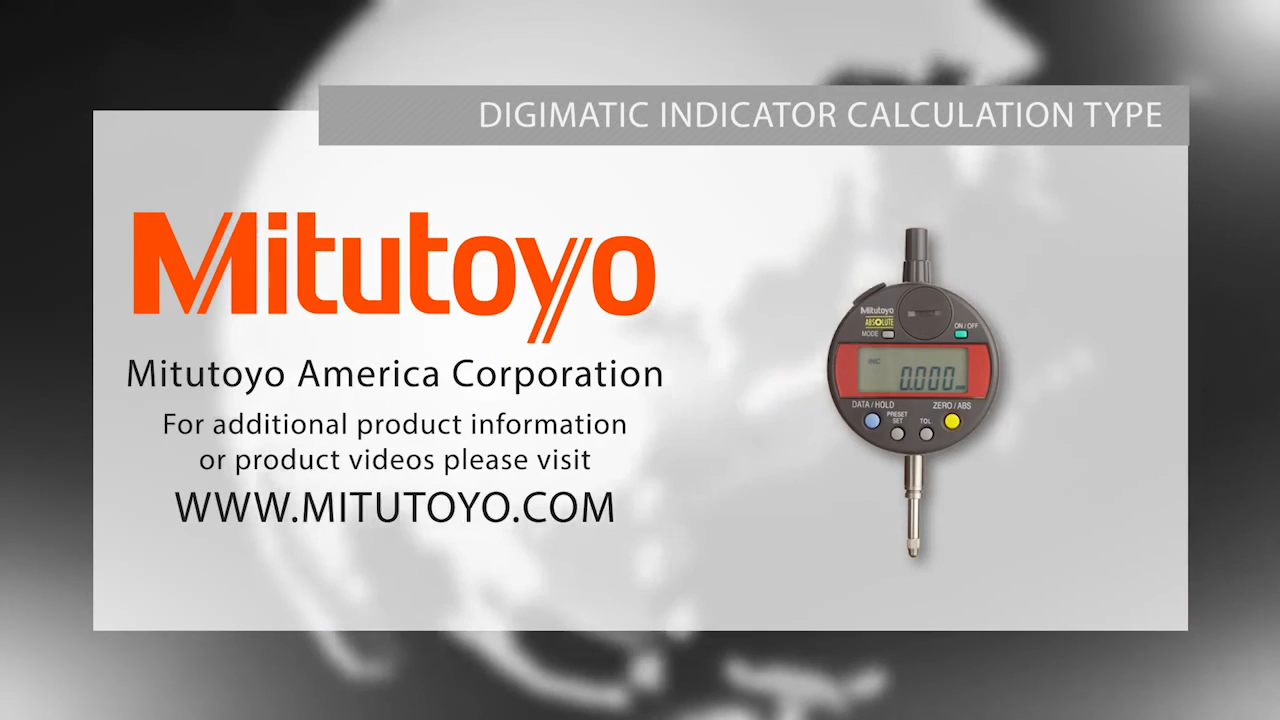 DIGIMATIC INDICATOR CALCULATION TYPE
Mitutoyo
Mitutoyo America Corporation
For additional product information
or product videos please visit
WWW.MITUTOYO.COM
Mitutoyo
ABSOLUTE
MODE
ON / OFF
INC
0.000
DATA / HOLD
ZERO / ABS
PRESET
SET
TOL.